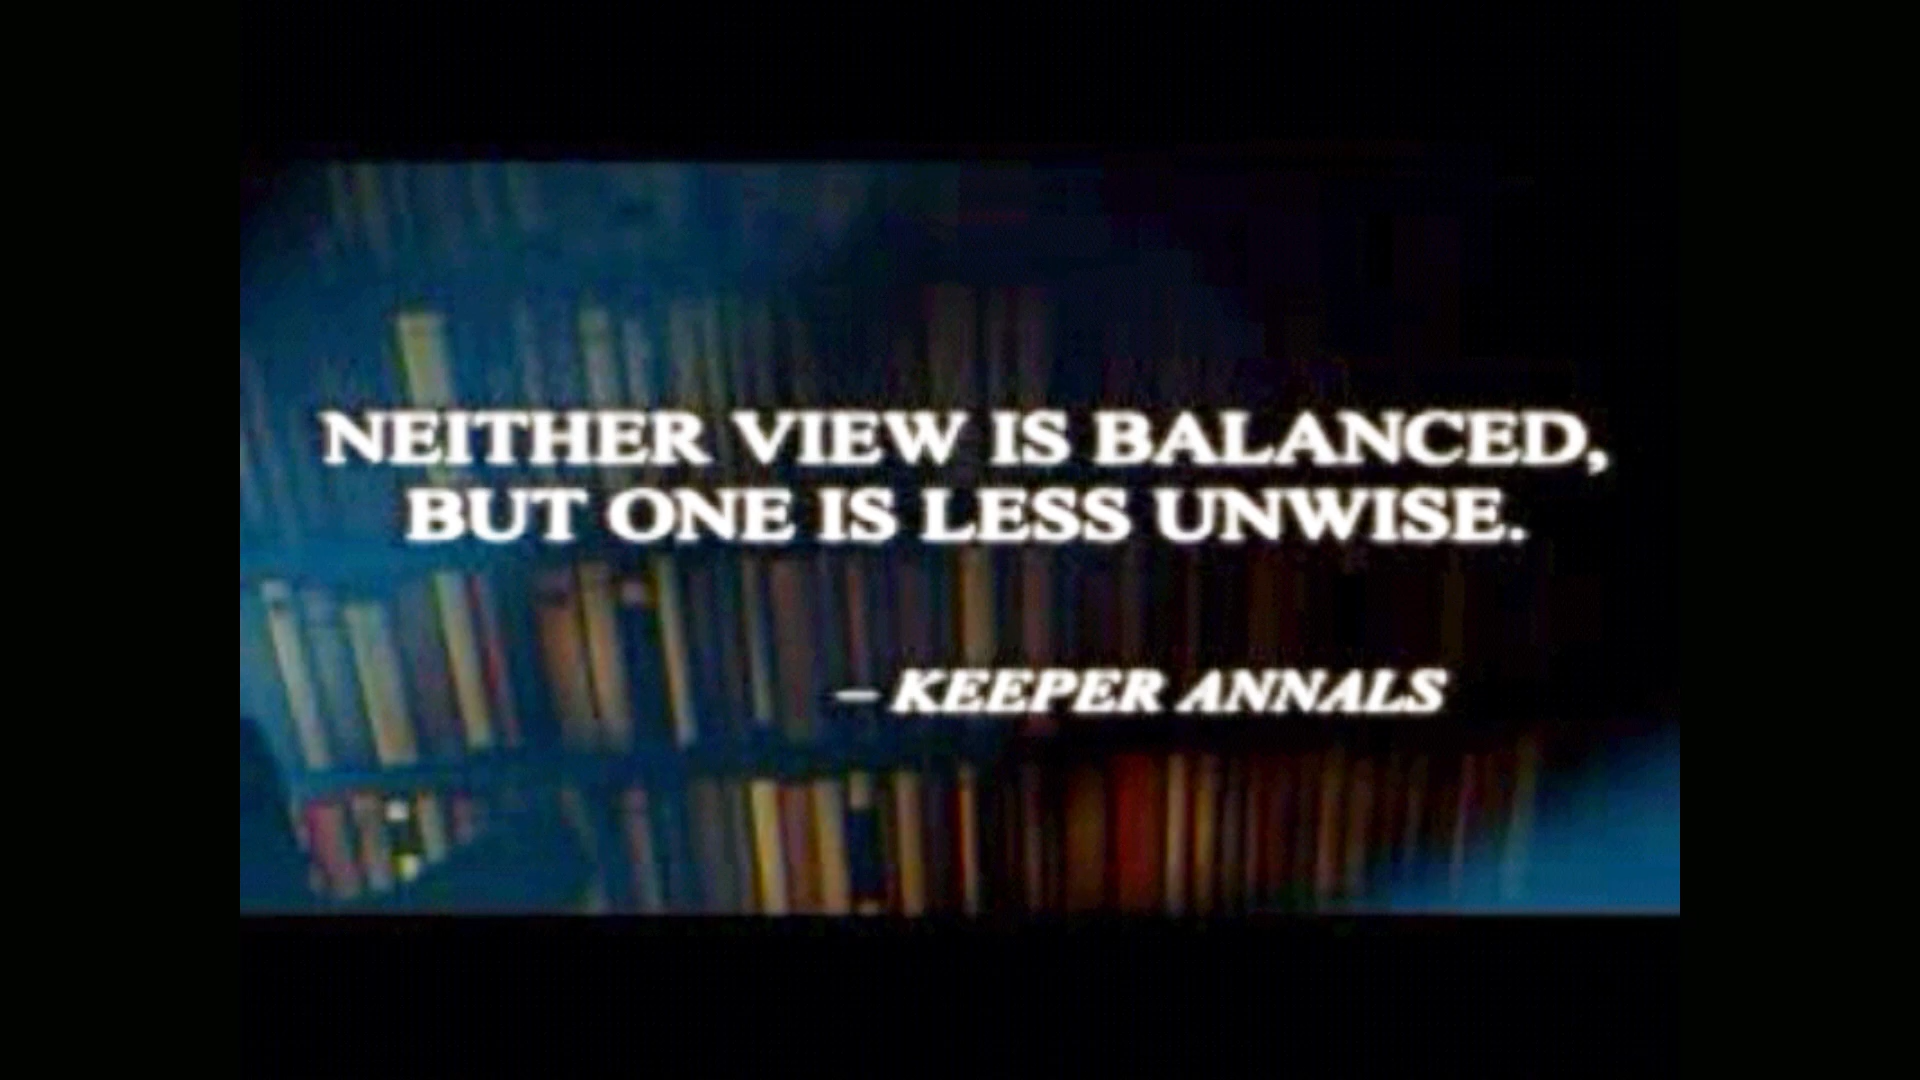 NEITHER VIEW IS BALANCED,
BUT ONE IS LESS UNWISE.
– KEEPER ANNALS